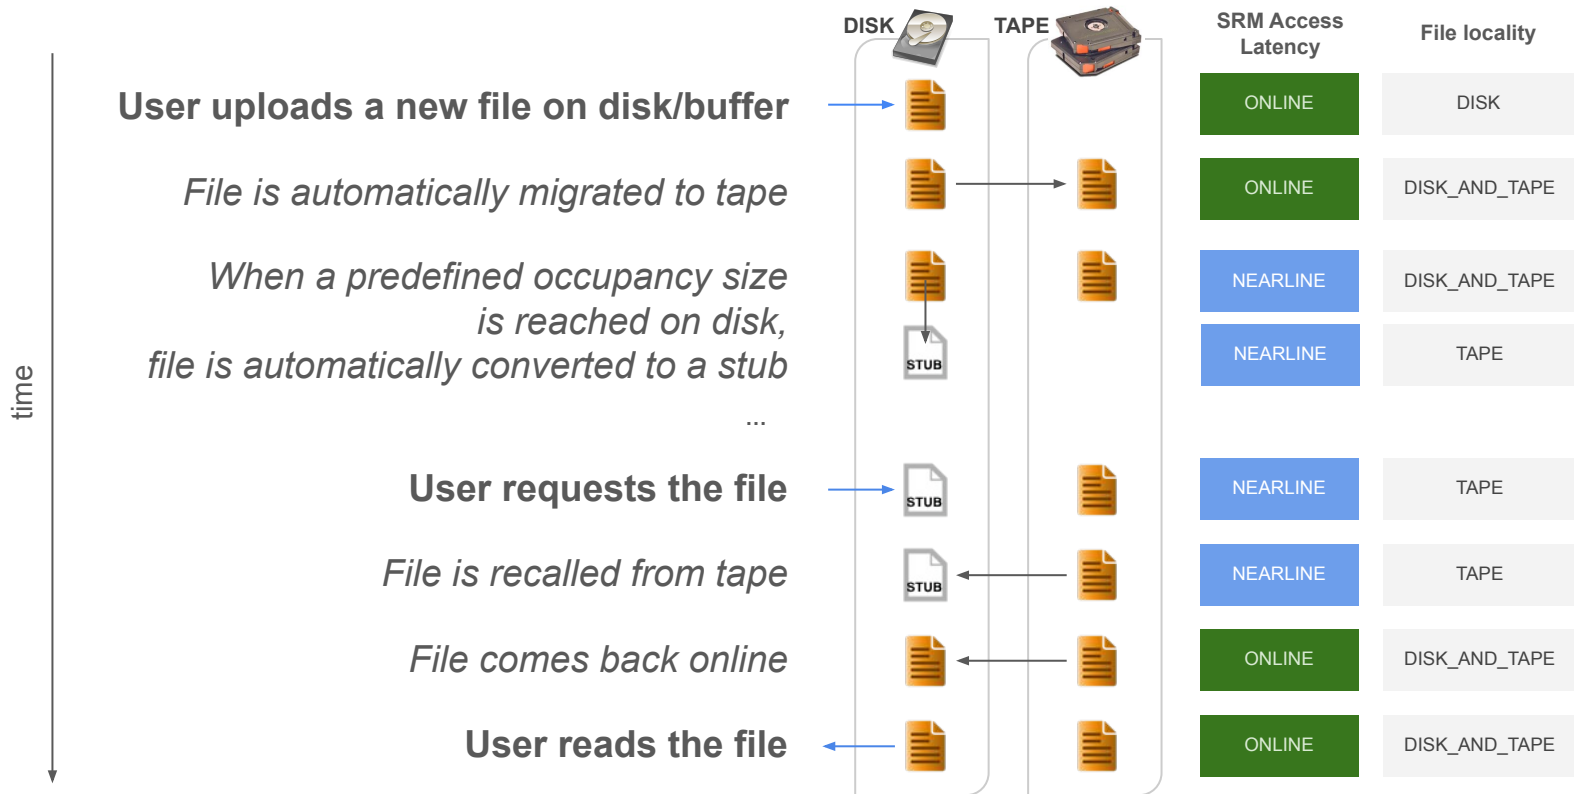 DISK
TAPE
SRM Access
Latency
File locality
User uploads a new file on disk/buffer
ONLINE
DISK
File is automatically migrated to tape
ONLINE
DISK_AND_TAPE
When a predefined occupancy size
is reached on disk,
file is automatically converted to a stub
NEARLINE
DISK_AND_TAPE
STUB
NEARLINE
TAPE
...
time
User requests the file
STUB
NEARLINE
TAPE
File is recalled from tape
STUB
NEARLINE
TAPE
File comes back online
ONLINE
DISK_AND_TAPE
User reads the file
ONLINE
DISK_AND_TAPE